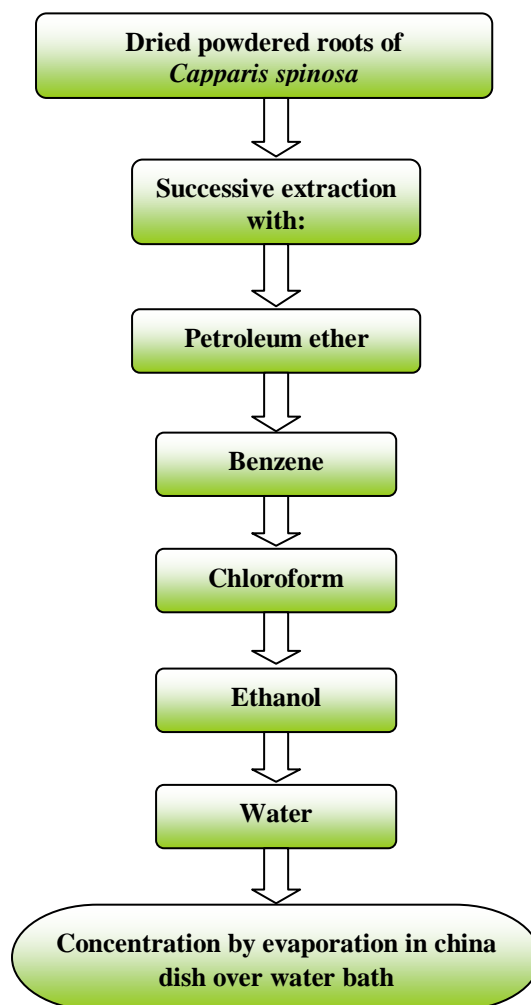 Dried powdered roots of
Capparis spinosa
Successive extraction
with:
Petroleum ether
Benzene
Chloroform
Ethanol
Water
Concentration by evaporation in china
dish over water bath